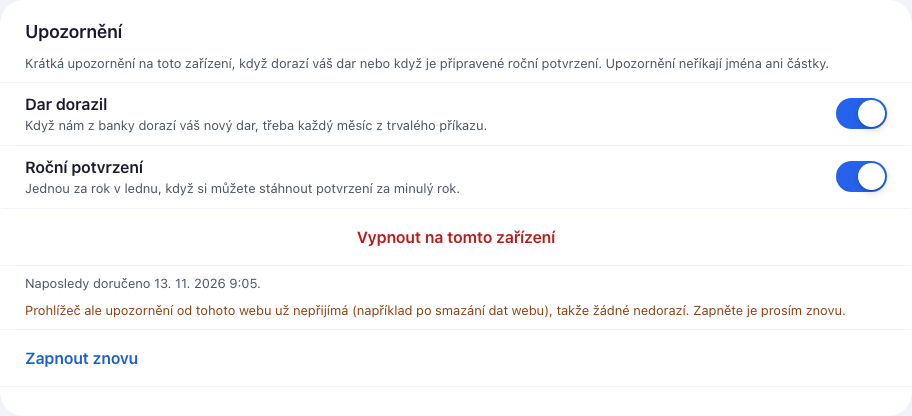 Upozornění
Krátká upozornění na toto zařízení, když dorazí váš dar nebo když je připravené roční potvrzení. Upozornění neříkají jména ani částky.
Dar dorazil
Když nám z banky dorazí váš nový dar, třeba každý měsíc z trvalého příkazu.
Roční potvrzení
Jednou za rok v lednu, když si můžete stáhnout potvrzení za minulý rok.
Vypnout na tomto zařízení
Naposledy doručeno 13. 11. 2026 9:05.
Prohlížeč ale upozornění od tohoto webu už nepřijímá (například po smazání dat webu), takže žádné nedorazí. Zapněte je prosím znovu.
Zapnout znovu